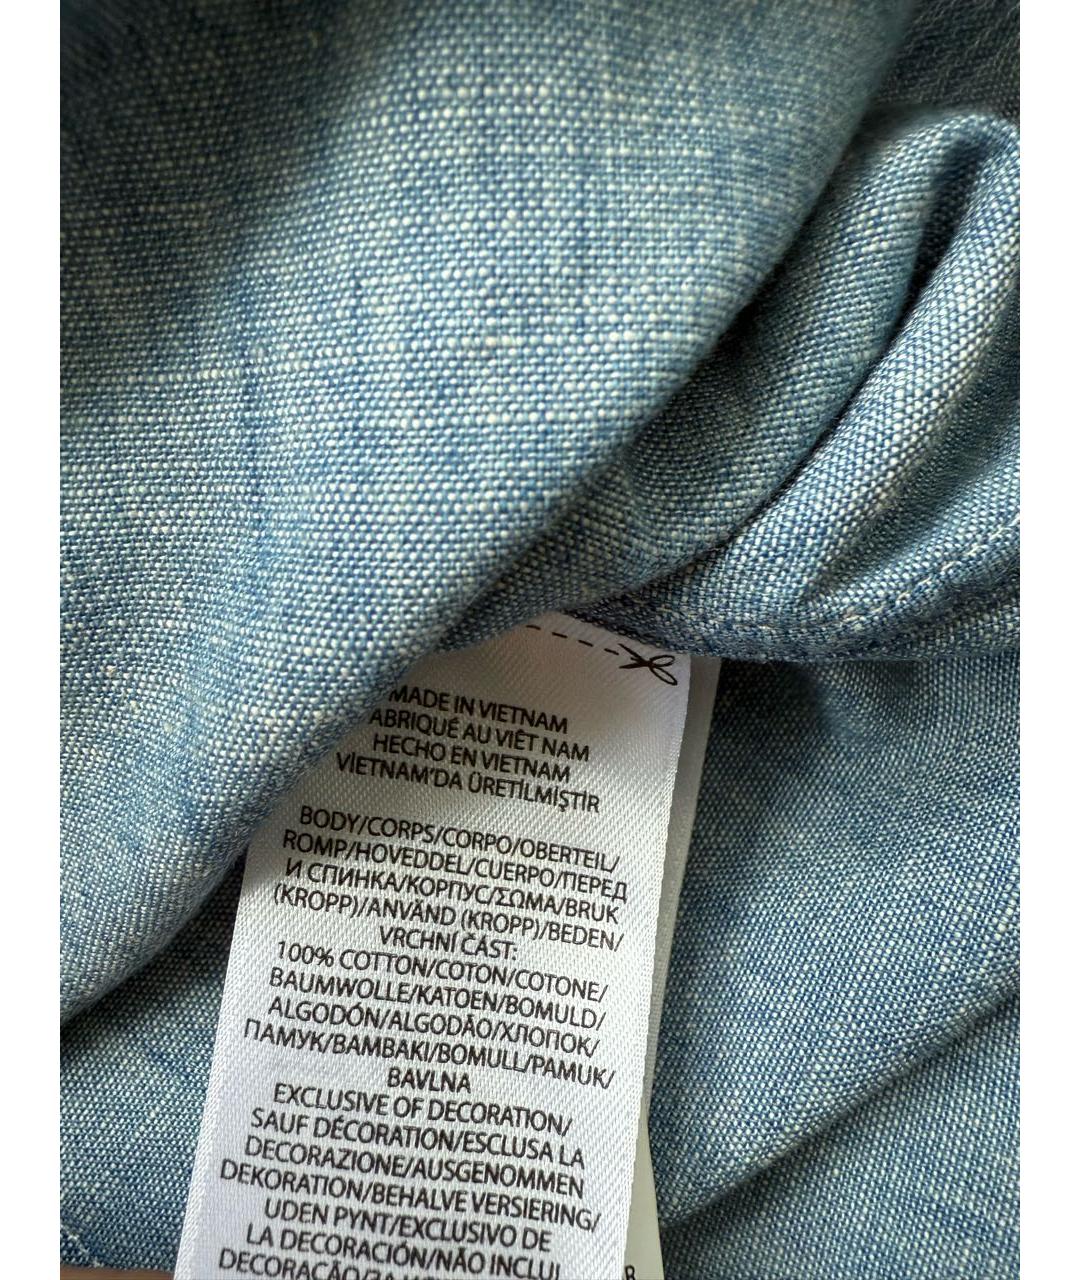 MADE IN VIETNAM
ABRIQUÉ AU VIÊT NAM
HECHO EN VIETNAM
VİETNAM'DA ÜRETİLMİŞTİR
BODY/CORPS/CORPO/OBERTEIL/
ROMP/HOVEDDEL/CUERPO/ПЕРЕД
И СПИНКА/КОРПУС/ΣΩΜΑ/BRUK
(KROPP)/ANVÄND (KROPP)/BEDEN/
VRCHNÍ ČÁST:
100% COTTON/COTON/COTONE/
BAUMWOLLE/KATOEN/BOMULD/
ALGODÓN/ALGODÃO/ХЛОПОК/
ПАМУК/BAMBAKI/BOMULL/PAMUK/
BAVLNA
EXCLUSIVE OF DECORATION/
SAUF DÉCORATION/ESCLUSA LA
DECORAZIONE/AUSGENOMMEN
DEKORATION/BEHALVE VERSIERING/
UDEN PYNT/EXCLUSIVO DE
LA DECORACIÓN/NÃO INCLUI
DECORAÇÃO/